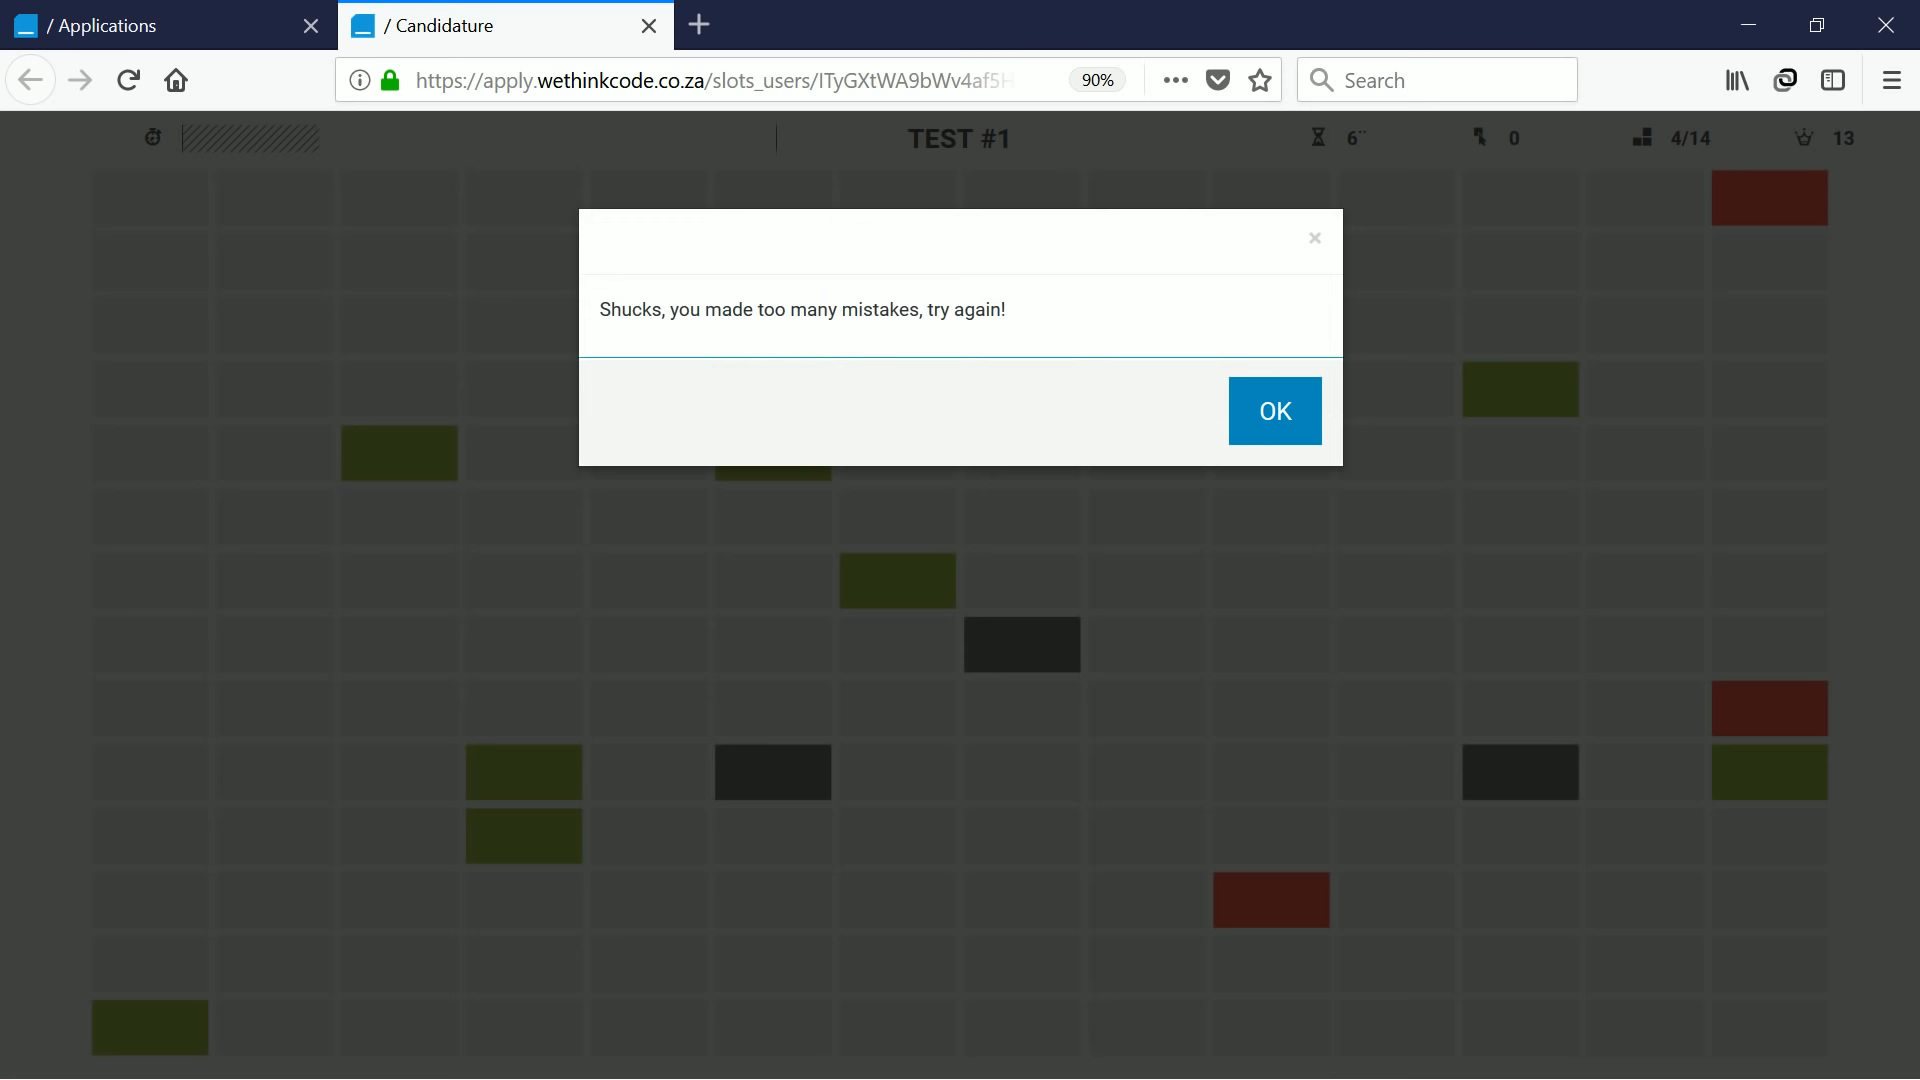 / Applications
/ Candidature
https://apply.wethinkcode.co.za/slots_users/ITyGXtWA9bWv4af5H
90%
Search
TEST #1
6''
0
4/14
13
Shucks, you made too many mistakes, try again!
OK